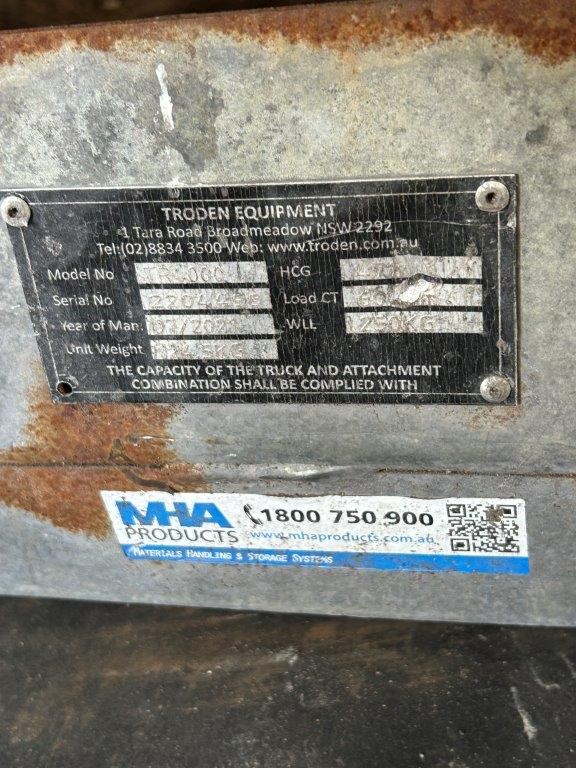 TRODEN EQUIPMENT
1 Tara Road Broadmeadow NSW 2292
Tel:(02)8834 3500 Web: www.troden.com.au
Model No HCG
Serial No Load CT
Year of Man. WLL 250KG
Unit Weight
THE CAPACITY OF THE TRUCK AND ATTACHMENT
COMBINATION SHALL BE COMPLIED WITH
MHA
PRODUCTS
1800 750 900
www.mhaproducts.com.au
MATERIALS HANDLING & STORAGE SYSTEMS